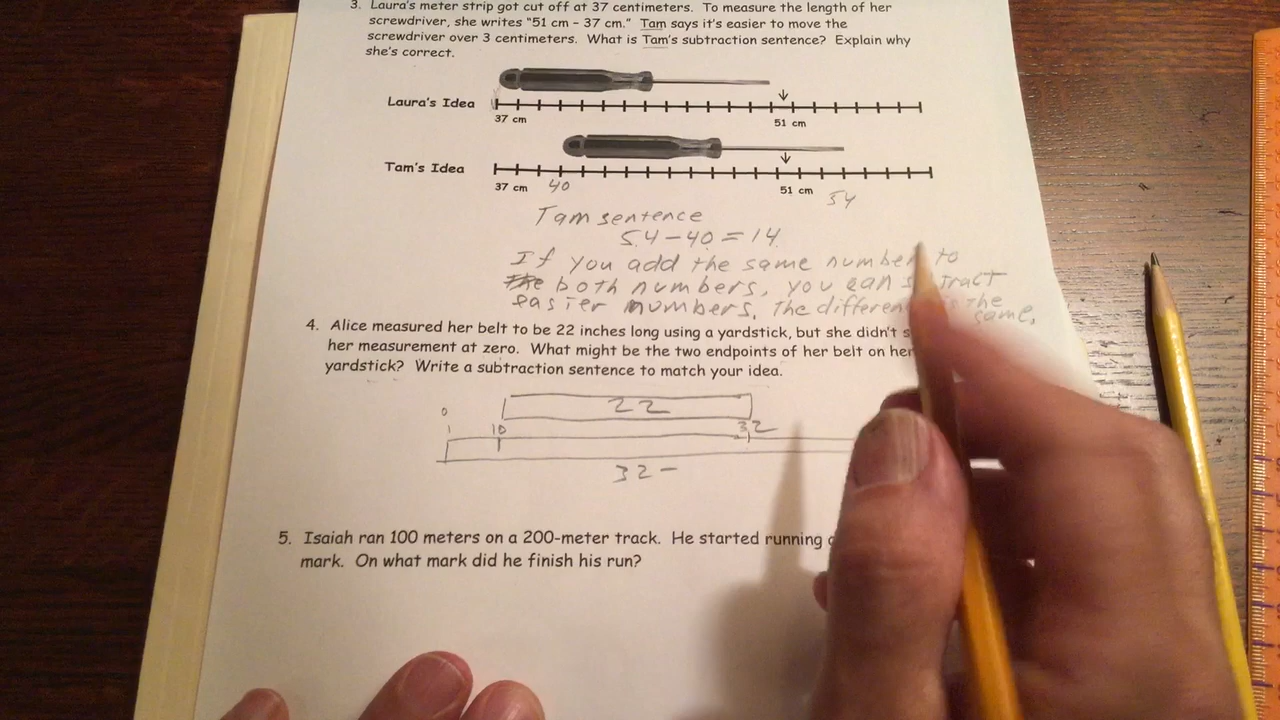 3. Laura's meter strip got cut off at 37 centimeters. To measure the length of her
screwdriver, she writes "51 cm – 37 cm." Tam says it's easier to move the
screwdriver over 3 centimeters. What is Tam's subtraction sentence? Explain why
she's correct.
Laura's Idea
37 cm
51 cm
Tam's Idea
37 cm
40
51 cm
54
Tam sentence
54-40=14
If you add the same number to
the both numbers, you can
easier numbers. The the
same.
4. Alice measured her belt to be 22 inches long using a yardstick, but she didn't
her measurement at zero. What might be the two endpoints of her belt on her
yardstick? Write a subtraction sentence to match your idea.
22
0
10
32
32 -
5. Isaiah ran 100 meters on a 200-meter track. He started running
mark. On what mark did he finish his run?